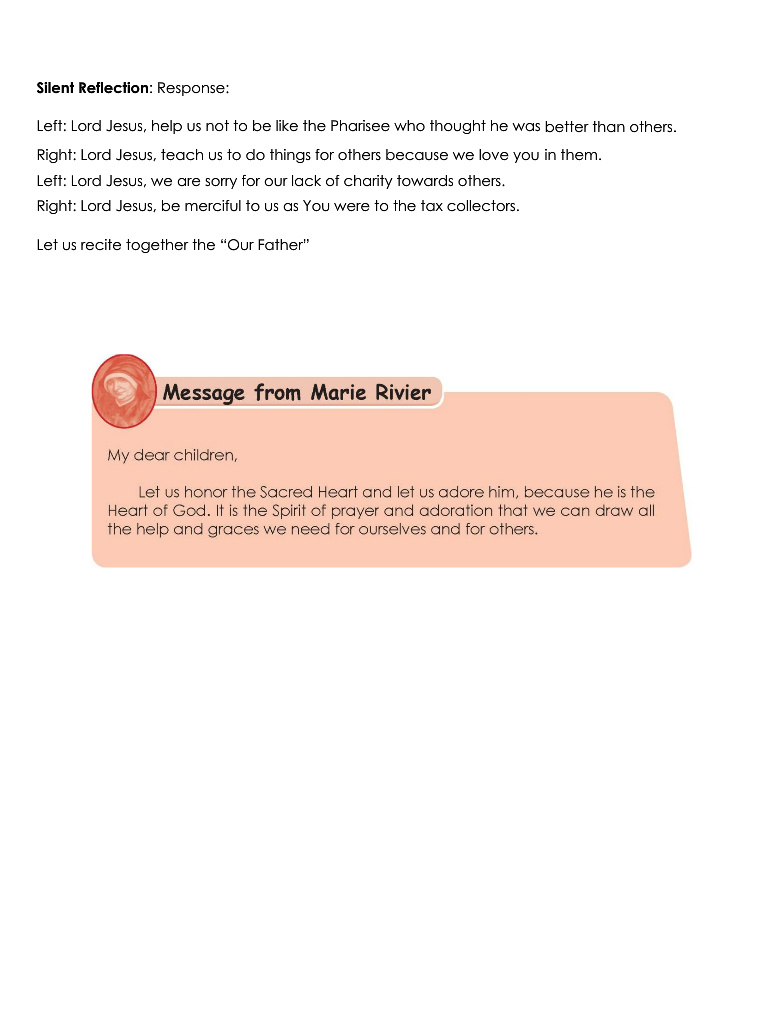 Silent Reflection: Response:
Left: Lord Jesus, help us not to be like the Pharisee who thought he was better than others.
Right: Lord Jesus, teach us to do things for others because we love you in them.
Left: Lord Jesus, we are sorry for our lack of charity towards others.
Right: Lord Jesus, be merciful to us as You were to the tax collectors.
Let us recite together the “Our Father”
Message from Marie Rivier
My dear children,
Let us honor the Sacred Heart and let us adore him, because he is the
Heart of God. It is the Spirit of prayer and adoration that we can draw all
the help and graces we need for ourselves and for others.